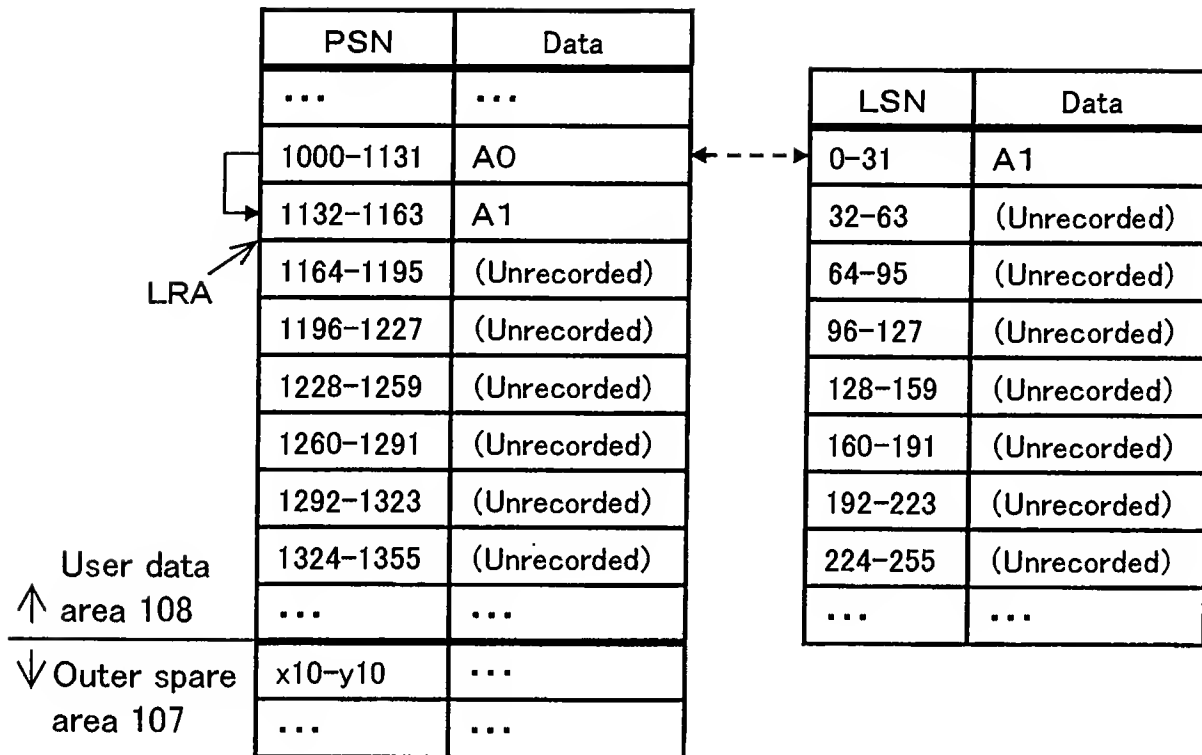 PSN Data
... ...
1000-1131 A0
1132-1163 A1
1164-1195 (Unrecorded)
1196-1227 (Unrecorded)
1228-1259 (Unrecorded)
1260-1291 (Unrecorded)
1292-1323 (Unrecorded)
1324-1355 (Unrecorded)
... ...
x10-y10 ...
... ...
LRA
User data
↑ area 108
↓ Outer spare
area 107
LSN Data
0-31 A1
32-63 (Unrecorded)
64-95 (Unrecorded)
96-127 (Unrecorded)
128-159 (Unrecorded)
160-191 (Unrecorded)
192-223 (Unrecorded)
224-255 (Unrecorded)
... ...